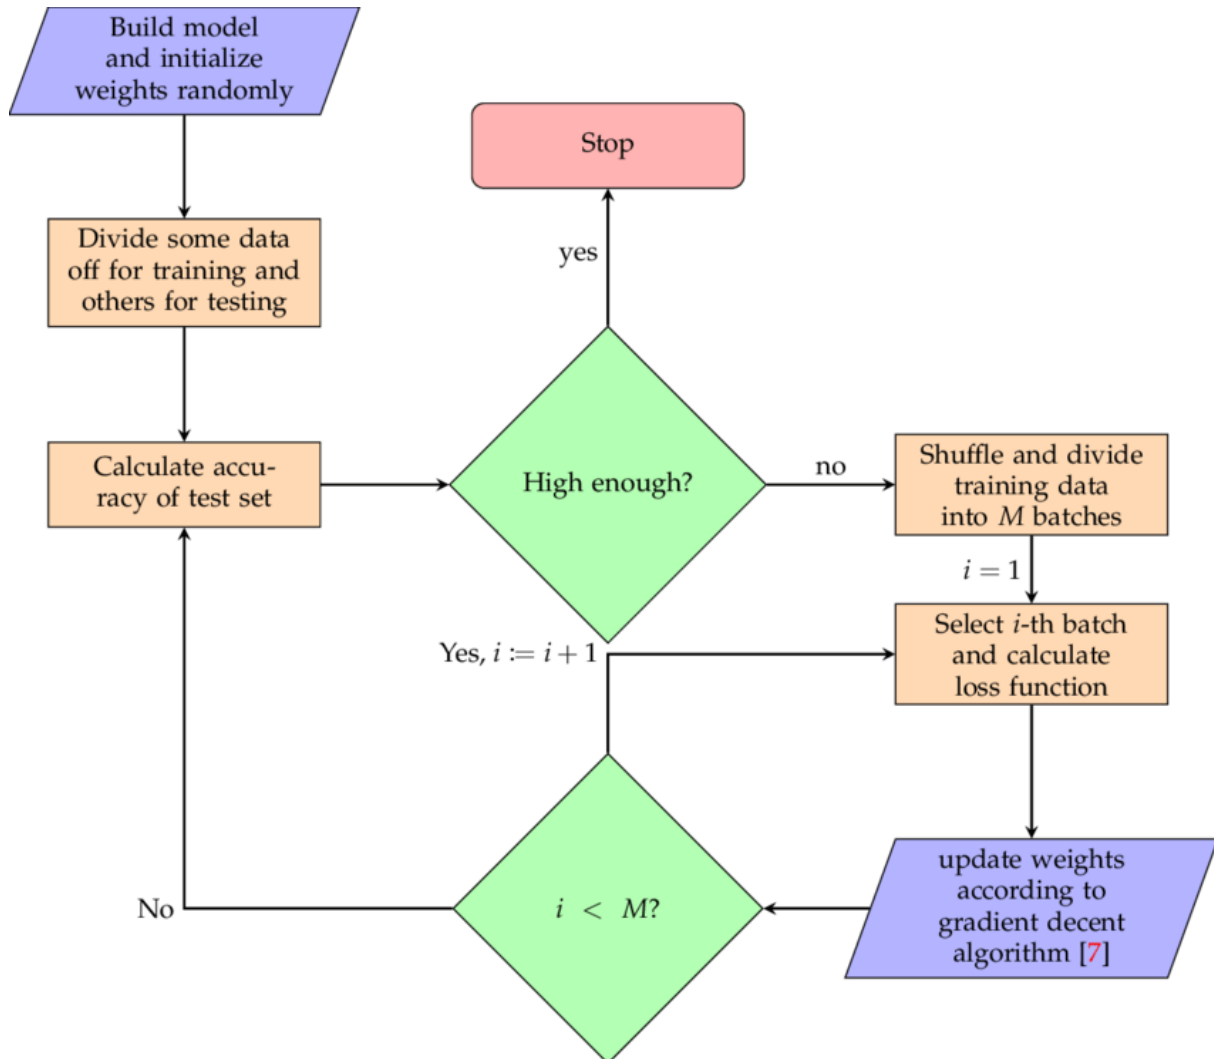 Build model
and initialize
weights randomly
Stop
Divide some data
off for training and
others for testing
yes
Calculate accu-
racy of test set
High enough?
no
Shuffle and divide
training data
into M batches
i = 1
Select i-th batch
and calculate
loss function
Yes, i := i + 1
update weights
according to
gradient decent
algorithm [7]
i < M?
No